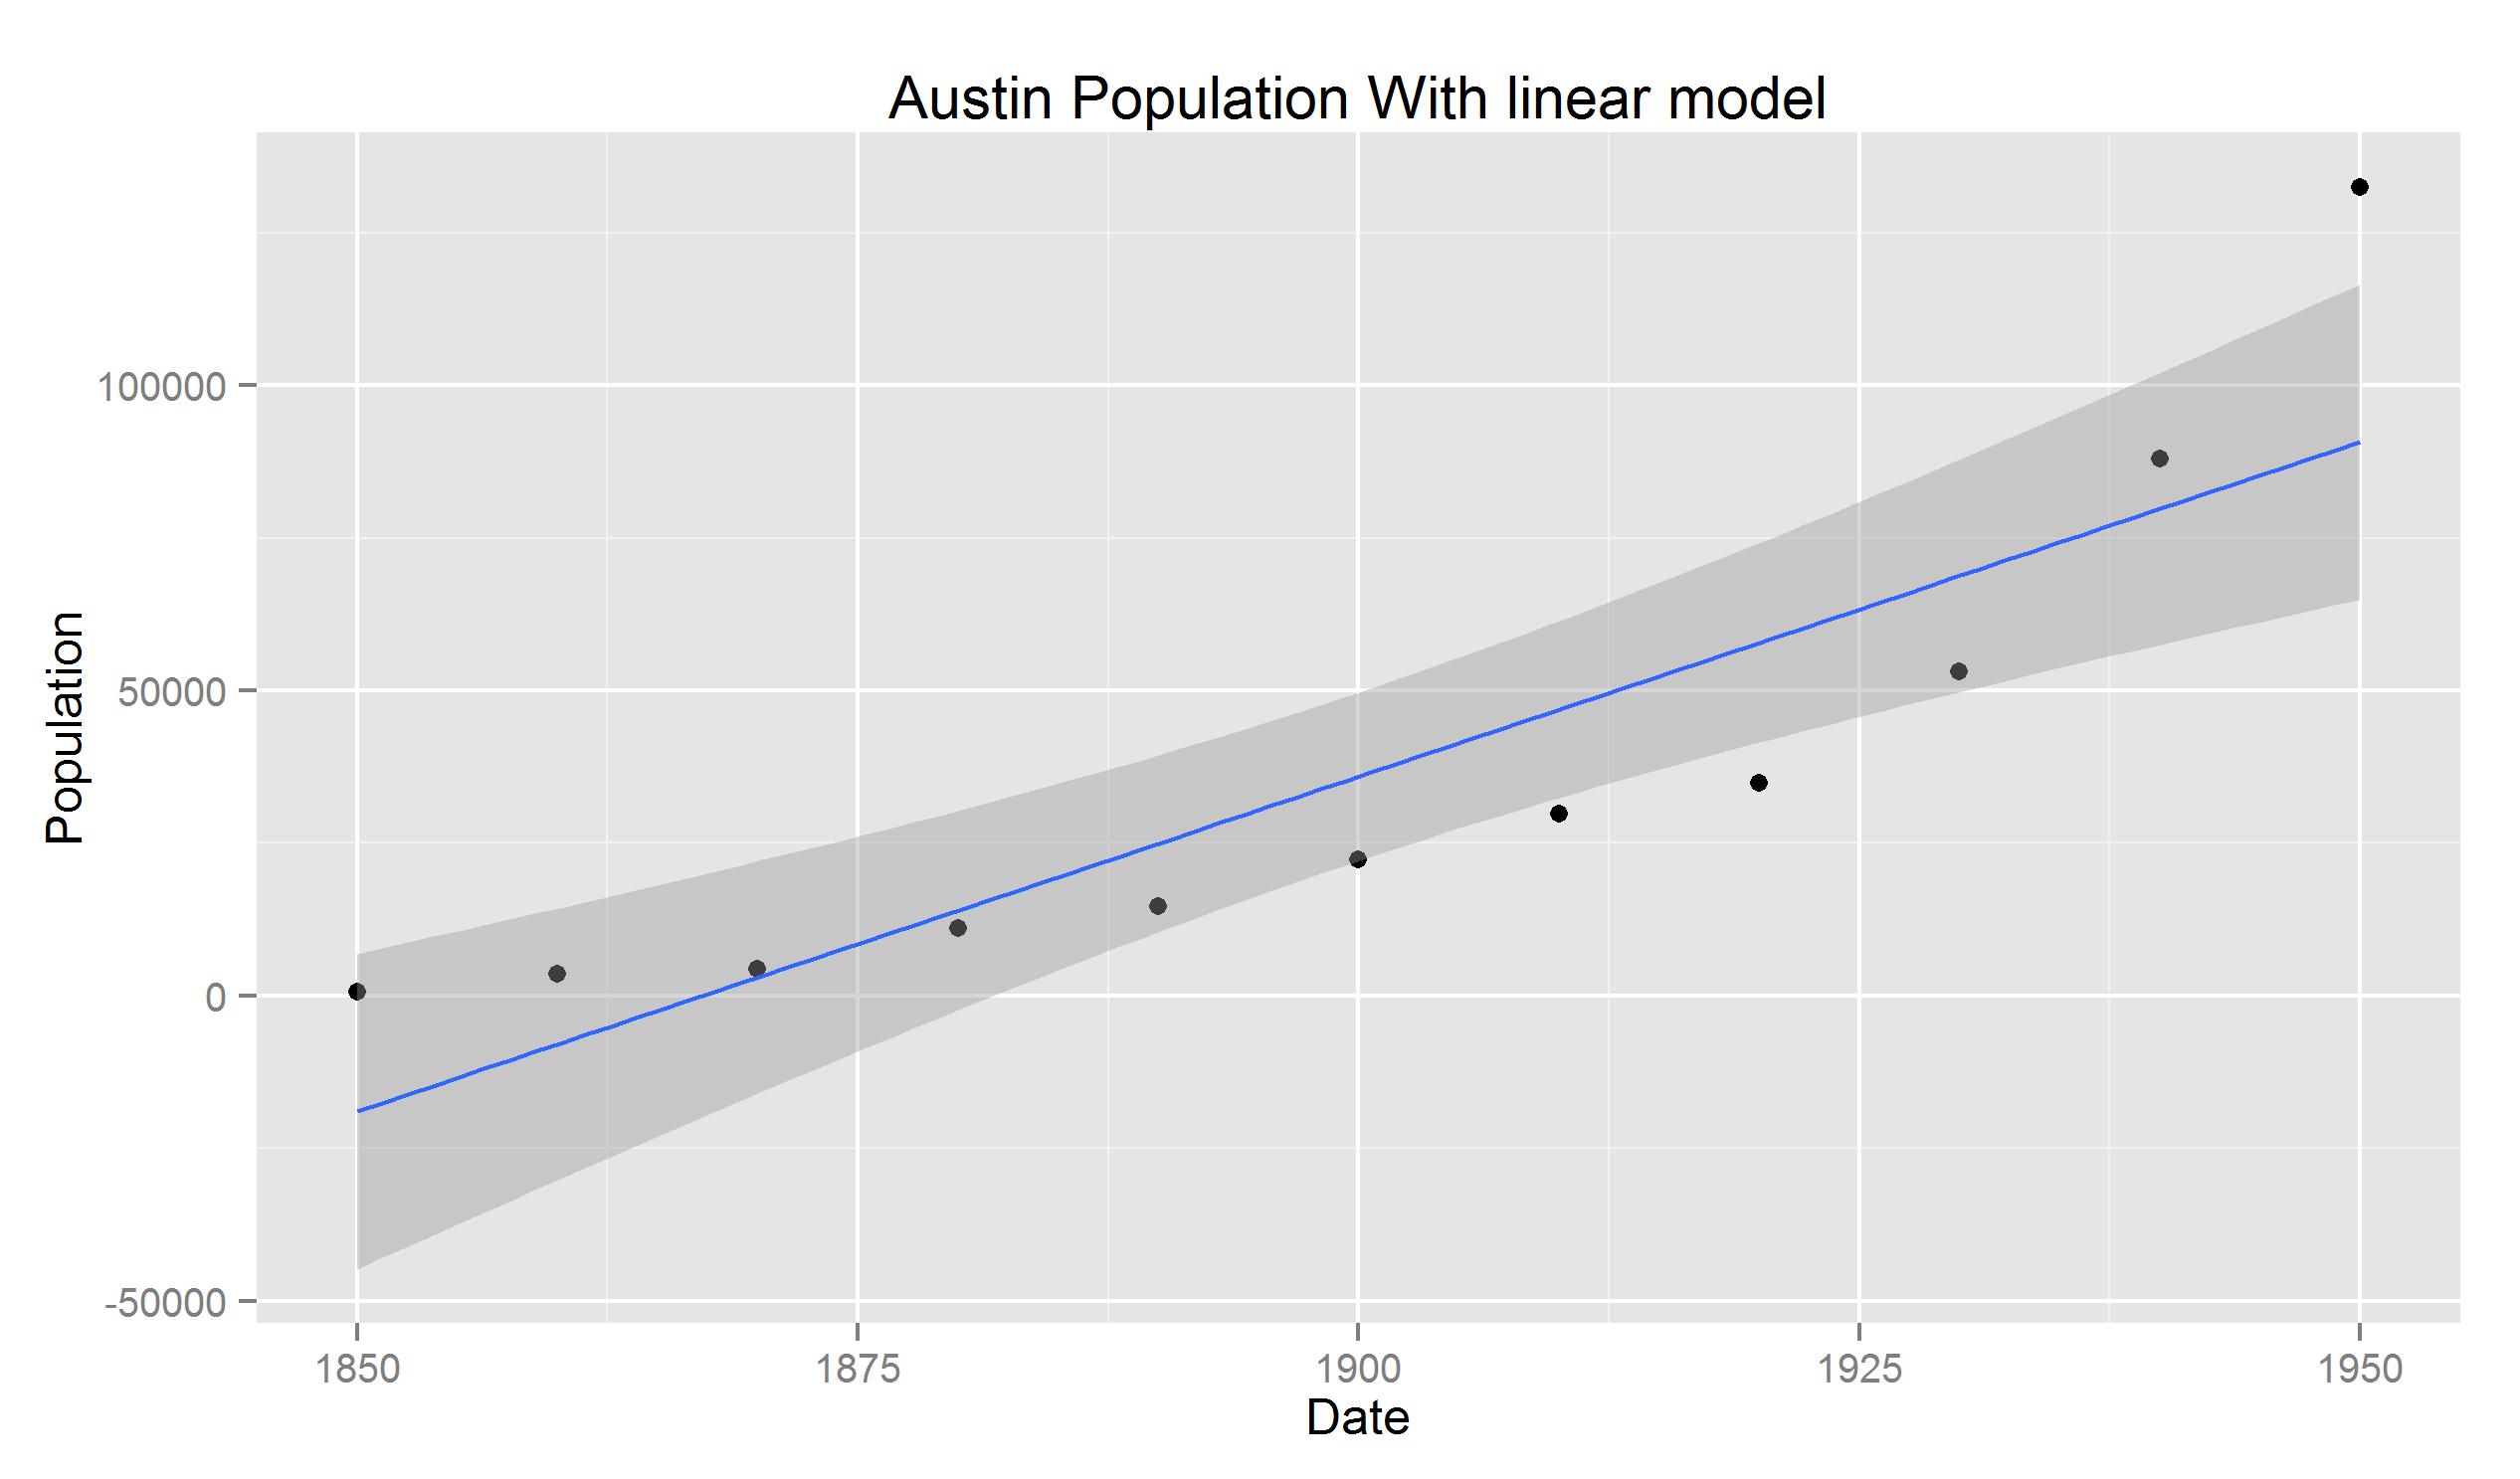 Austin Population With linear model
Population
100000
50000
0
-50000
1850 1875 1900 1925 1950
Date